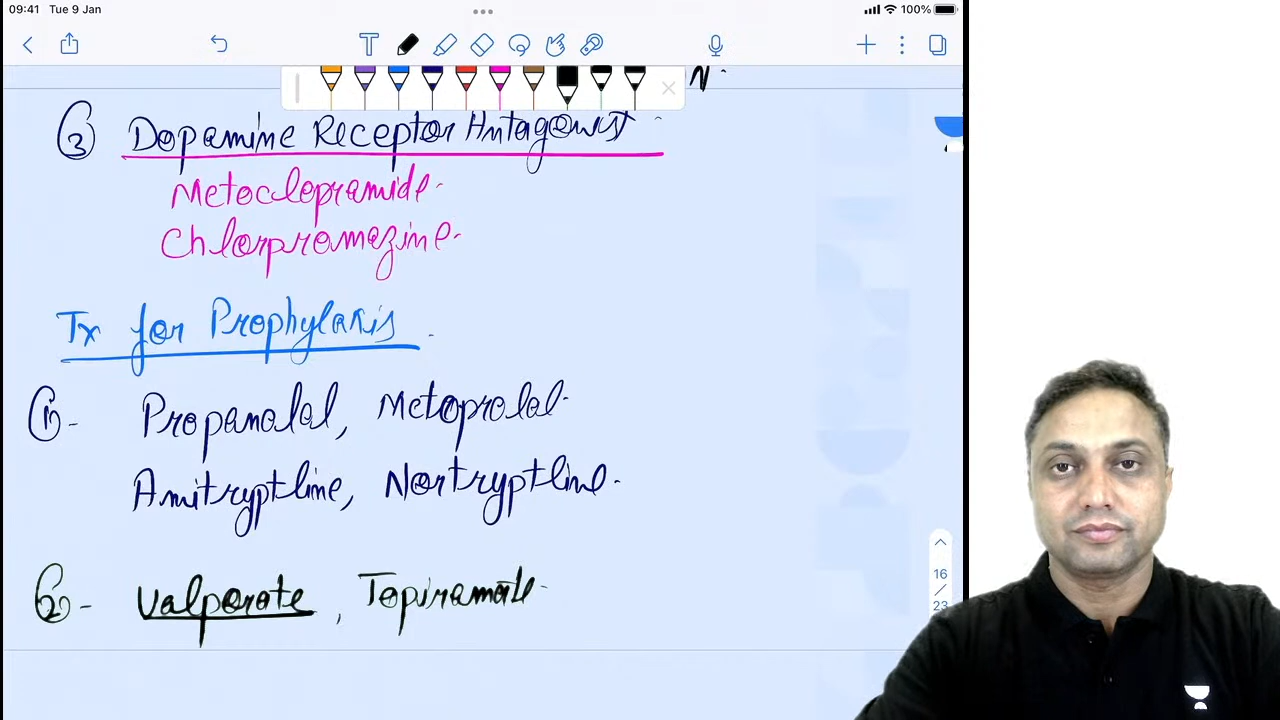 09:41 Tue 9 Jan
100%
T
N.
3 Dopamine Receptor Antagonist
Metoclopramide.
Chlorpromazine.
Tx for Prophylaxis
1 - Propanolol, Metoprolol.
Amitryptline, Nortryptline.
2 - Valporate, Topiramate
16
/
23